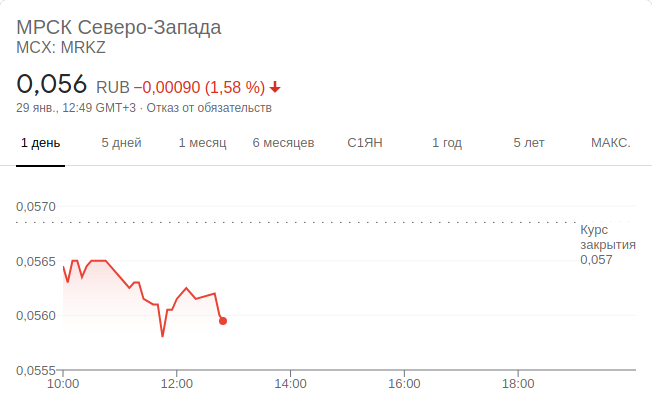 МРСК Северо-Запада
MCX: MRKZ
0,056 RUB −0,00090 (1,58 %)
29 янв., 12:49 GMT+3 · Отказ от обязательств
1 день 5 дней 1 месяц 6 месяцев С1ЯН 1 год 5 лет МАКС.
0,0570
Курс
закрытия
0,0565 0,057
0,0560
0,0555
10:00 12:00 14:00 16:00 18:00